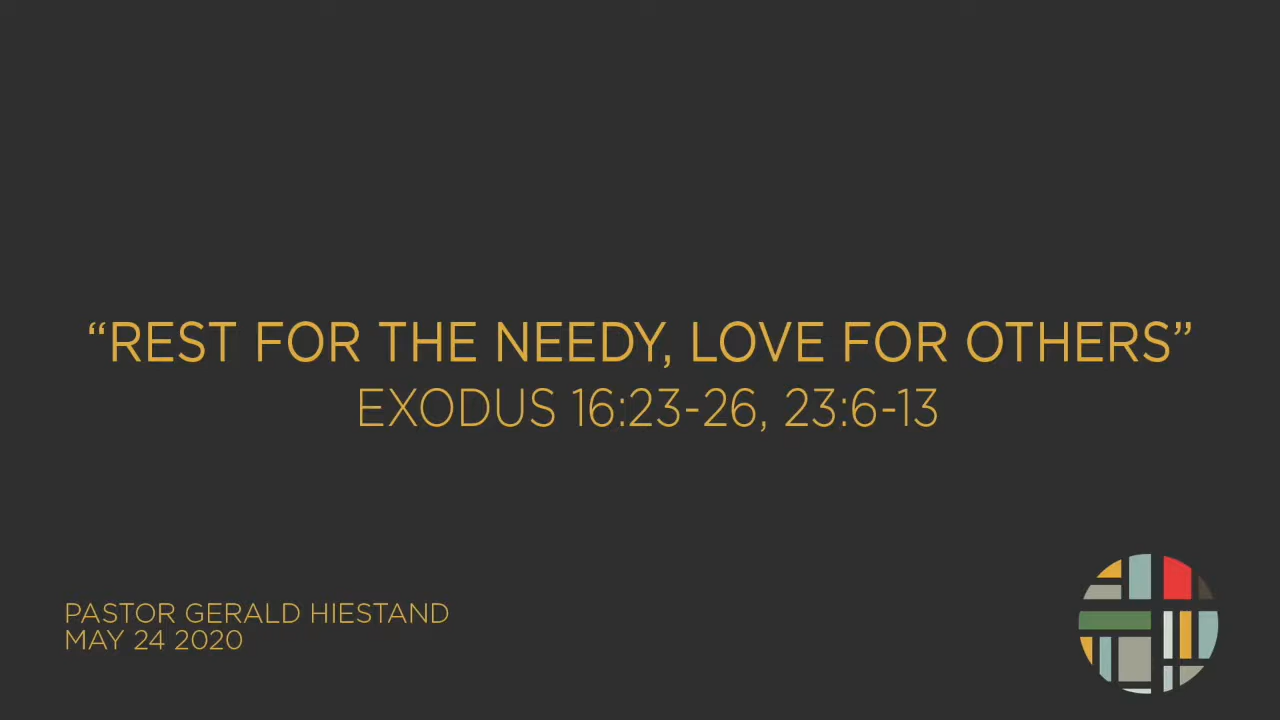 “REST FOR THE NEEDY, LOVE FOR OTHERS”
EXODUS 16:23-26, 23:6-13
PASTOR GERALD HIESTAND
MAY 24 2020